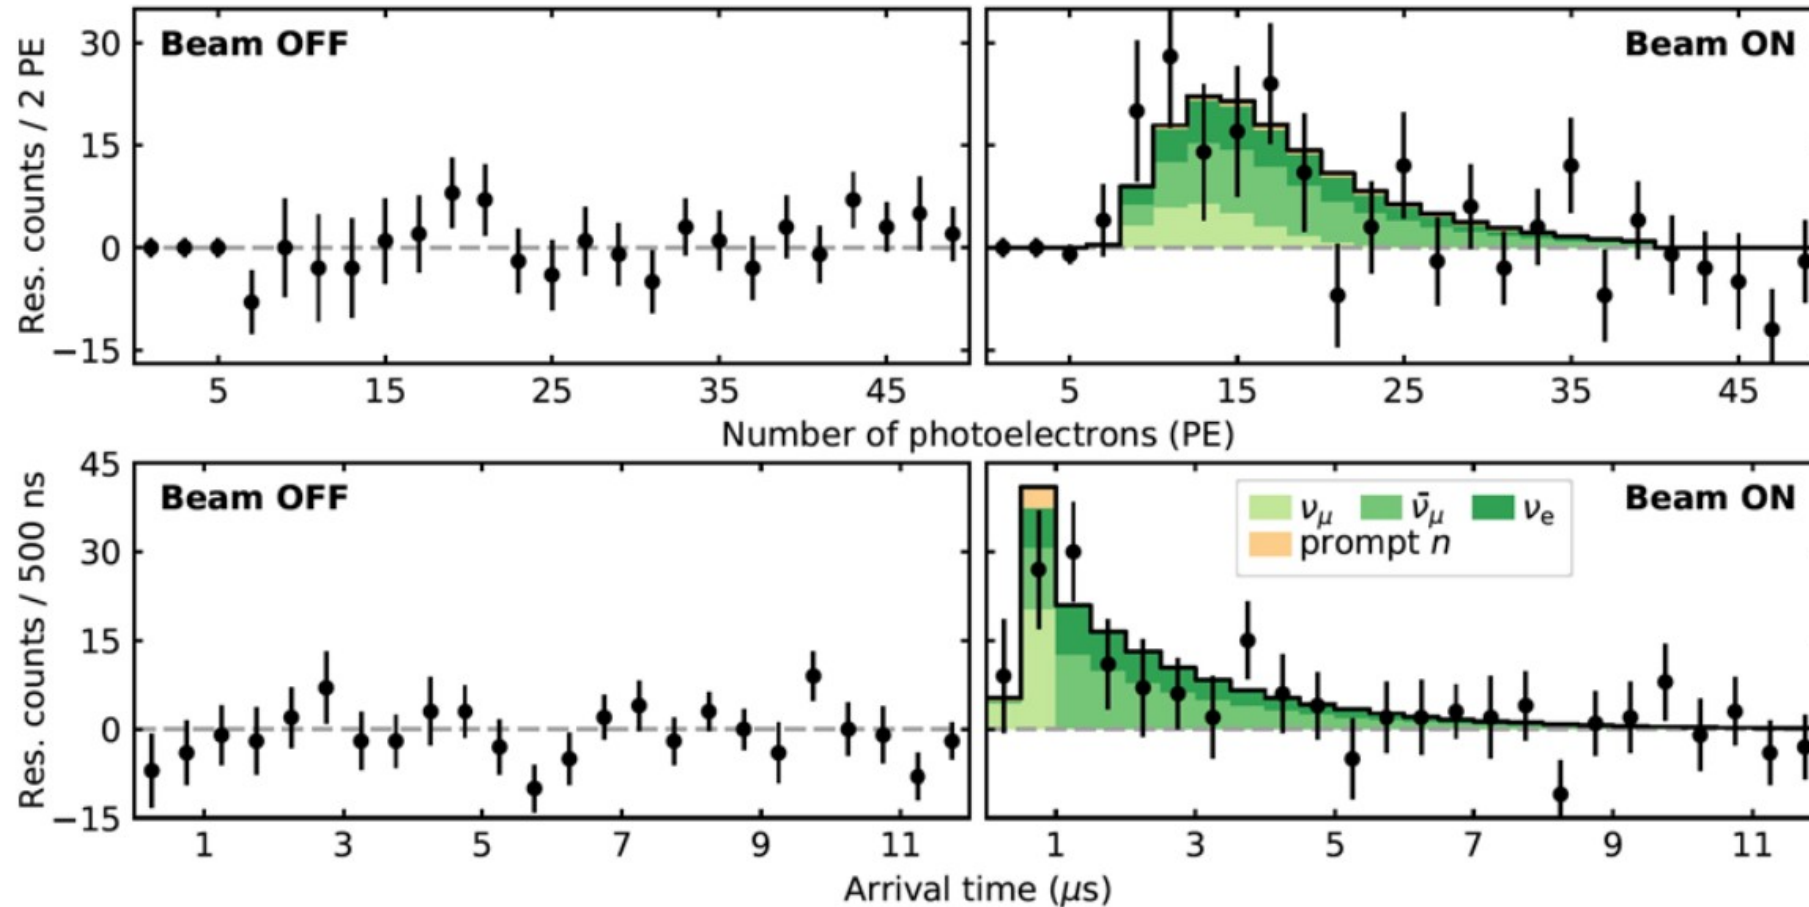 Res. counts / 2 PE
30
15
0
−15
Beam OFF
Beam ON
5 15 25 35 45
5 15 25 35 45
Number of photoelectrons (PE)
Res. counts / 500 ns
45
30
15
0
−15
Beam OFF
Beam ON
νμ ν̄μ νe
prompt n
1 3 5 7 9 11
1 3 5 7 9 11
Arrival time (μs)